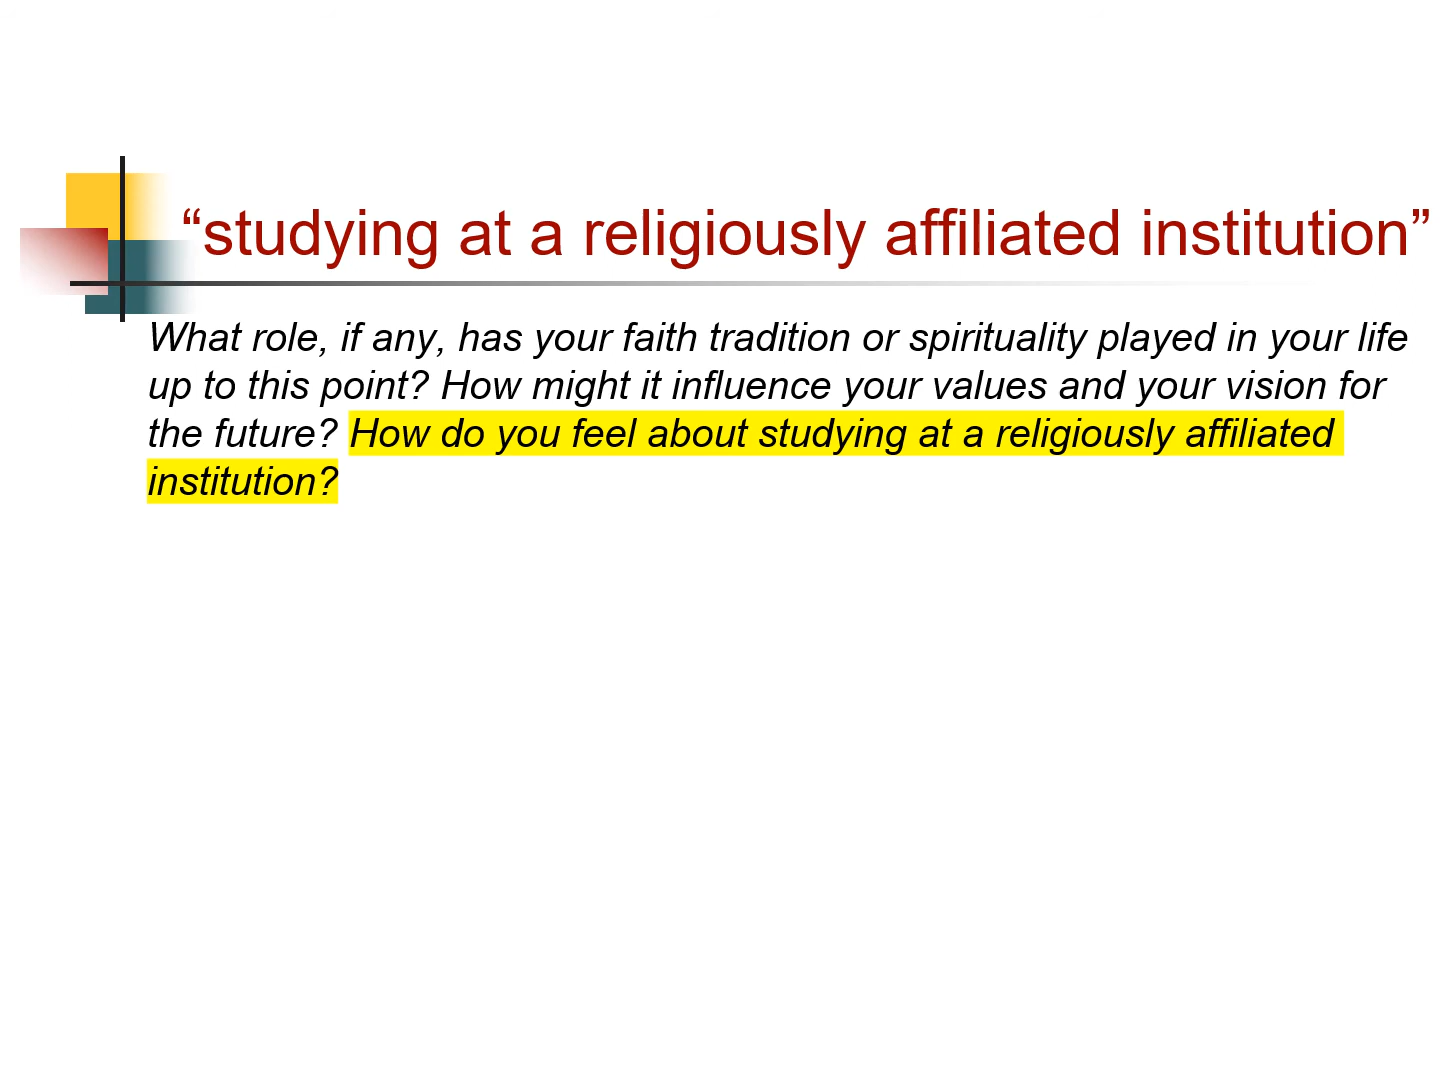 “studying at a religiously affiliated institution”
What role, if any, has your faith tradition or spirituality played in your life
up to this point? How might it influence your values and your vision for
the future? How do you feel about studying at a religiously affiliated
institution?